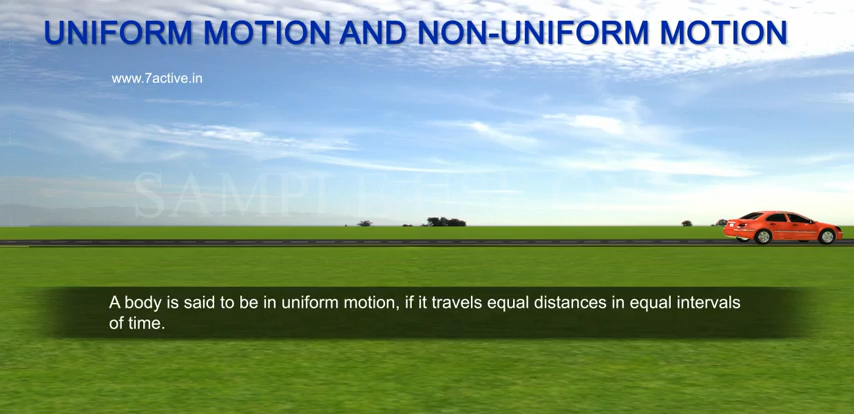 UNIFORM MOTION AND NON-UNIFORM MOTION
www.7active.in
A body is said to be in uniform motion, if it travels equal distances in equal intervals
of time.